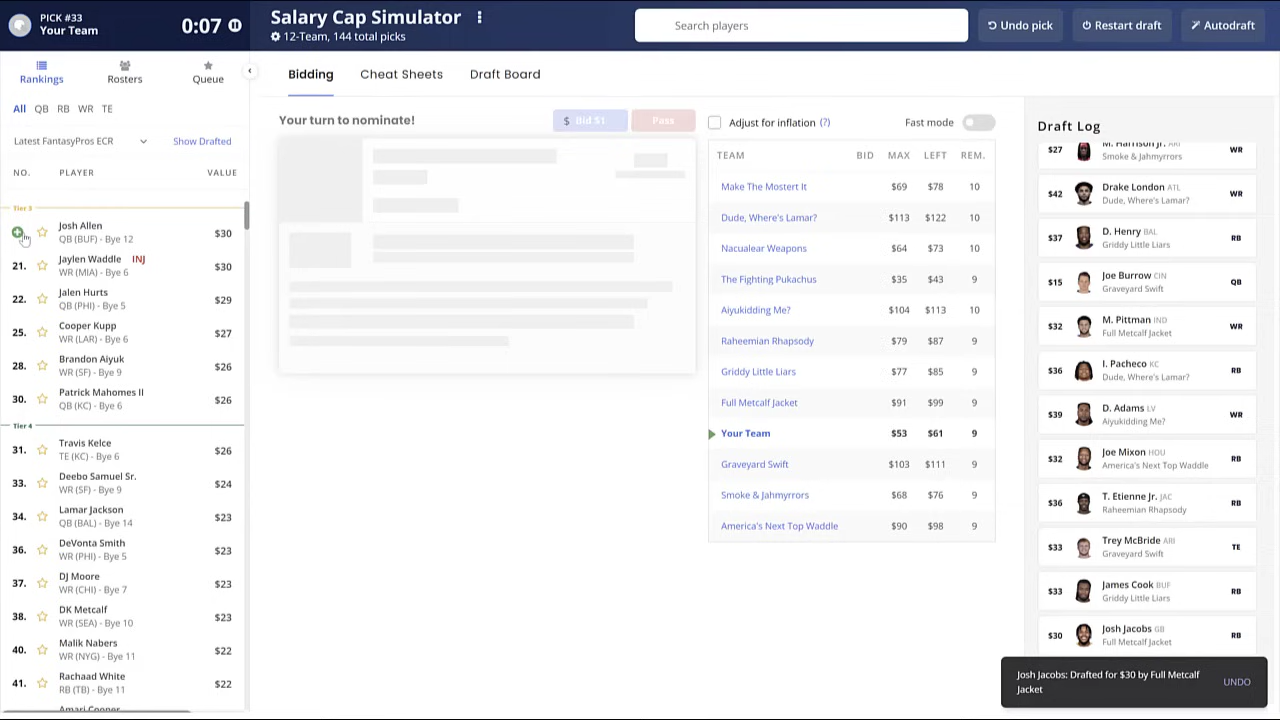 PICK #33
Your Team
0:07
Salary Cap Simulator
12-Team, 144 total picks
Search players
Undo pick
Restart draft
Autodraft
Rankings
Rosters
Queue
All QB RB WR TE
Latest FantasyPros ECR
Show Drafted
NO. PLAYER VALUE
Tier 3
Josh Allen
QB (BUF) - Bye 12
$30
21.
Jaylen Waddle INJ
WR (MIA) - Bye 6
$30
22.
Jalen Hurts
QB (PHI) - Bye 5
$29
25.
Cooper Kupp
WR (LAR) - Bye 6
$27
28.
Brandon Aiyuk
WR (SF) - Bye 9
$26
30.
Patrick Mahomes II
QB (KC) - Bye 6
$26
Tier 4
31.
Travis Kelce
TE (KC) - Bye 6
$26
33.
Deebo Samuel Sr.
WR (SF) - Bye 9
$24
34.
Lamar Jackson
QB (BAL) - Bye 14
$23
36.
DeVonta Smith
WR (PHI) - Bye 5
$23
37.
DJ Moore
WR (CHI) - Bye 7
$23
38.
DK Metcalf
WR (SEA) - Bye 10
$23
40.
Malik Nabers
WR (NYG) - Bye 11
$22
41.
Rachaad White
RB (TB) - Bye 11
$22
Amari Cooper
Bidding
Cheat Sheets
Draft Board
Your turn to nominate!
$ Bid $1
Pass
Adjust for inflation (?)
Fast mode
TEAM BID MAX LEFT REM.
Make The Mostert It $69 $78 10
Dude, Where's Lamar? $113 $122 10
Nacualear Weapons $64 $73 10
The Fighting Pukachus $35 $43 9
Aiyukidding Me? $104 $113 10
Raheemian Rhapsody $79 $87 9
Griddy Little Liars $77 $85 9
Full Metcalf Jacket $91 $99 9
Your Team $53 $61 9
Graveyard Swift $103 $111 9
Smoke & Jahmyrrors $68 $76 9
America's Next Top Waddle $90 $98 9
Draft Log
$27
M. Harrison Jr. ARI
Smoke & Jahmyrrors
WR
$42
Drake London ATL
Dude, Where's Lamar?
WR
$37
D. Henry BAL
Griddy Little Liars
RB
$15
Joe Burrow CIN
Graveyard Swift
QB
$32
M. Pittman IND
Full Metcalf Jacket
WR
$36
I. Pacheco KC
Dude, Where's Lamar?
RB
$39
D. Adams LV
Aiyukidding Me?
WR
$32
Joe Mixon HOU
America's Next Top Waddle
RB
$36
T. Etienne Jr. JAC
Raheemian Rhapsody
RB
$33
Trey McBride ARI
Graveyard Swift
TE
$33
James Cook BUF
Griddy Little Liars
RB
$30
Josh Jacobs GB
Full Metcalf Jacket
RB
Josh Jacobs: Drafted for $30 by Full Metcalf
Jacket
UNDO